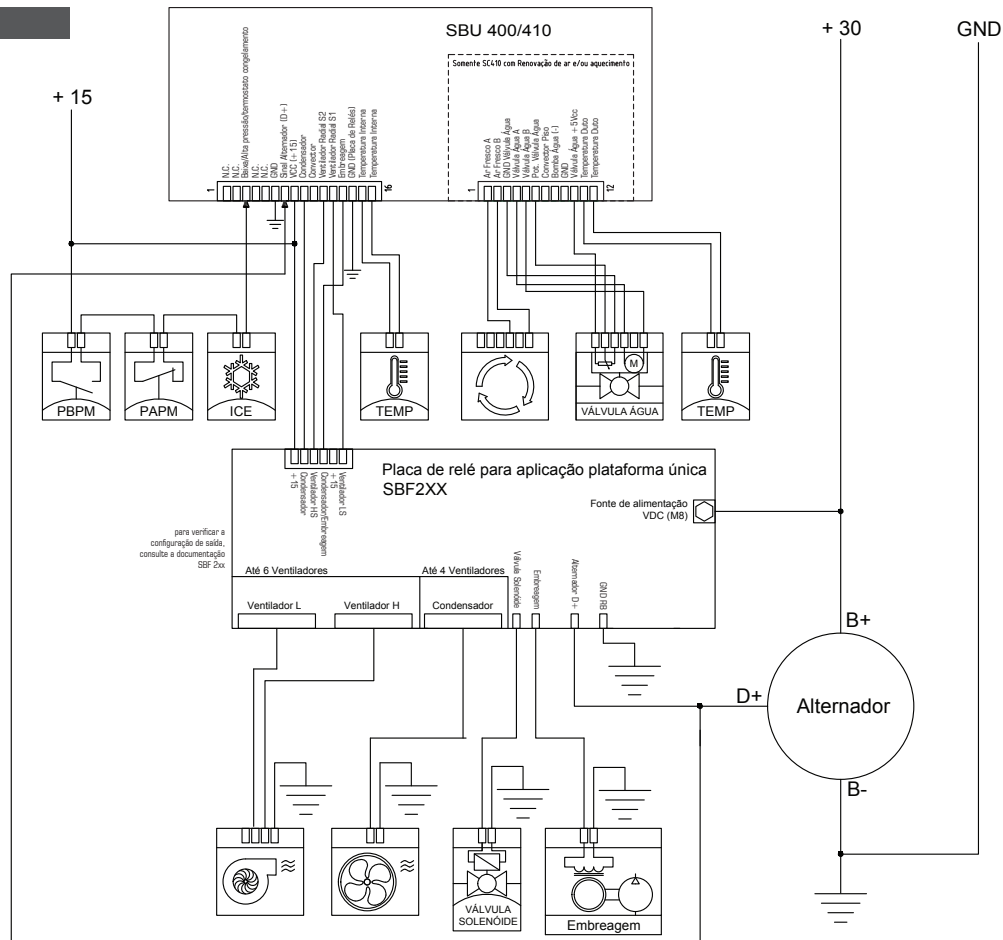 SBU 400/410
+ 30
GND
Somente SC410 com Renovação de ar e/ou aquecimento
+ 15
N.C.
N.C.
Baixa/Alta pressão/termostato congelamento
N.C.
N.C.
GND
Sinal Alternador (D+)
VCC (+15)
Condensador
Convector
Ventilador Radial S2
Ventilador Radial S1
Embreagem
GND (Placa de Relés)
Temperatura Interna
Temperatura Interna
1
16
Ar Fresco A
Ar Fresco B
GND Válvula Água
Válvula Água A
Válvula Água B
Pot. Válvula Água
Convector Piso
Bomba Água (-)
GND
Válvula Água +5Vcc
Temperatura Duto
Temperatura Duto
1
12
PBPM
PAPM
ICE
TEMP
M
VÁLVULA ÁGUA
TEMP
+15
Condensador
Ventilador HS
Condensador/Embreagem
+15
Ventilador LS
Placa de relé para aplicação plataforma única
SBF2XX
Fonte de alimentação
VDC (M8)
para verificar a
configuração de saída,
consulte a documentação
SBF 2xx
Até 6 Ventiladores
Até 4 Ventiladores
Ventilador L
Ventilador H
Condensador
Válvula Solenóide
Embreagem
Alternador D+
GND RB
B+
D+
Alternador
B-
VÁLVULA
SOLENÓIDE
Embreagem